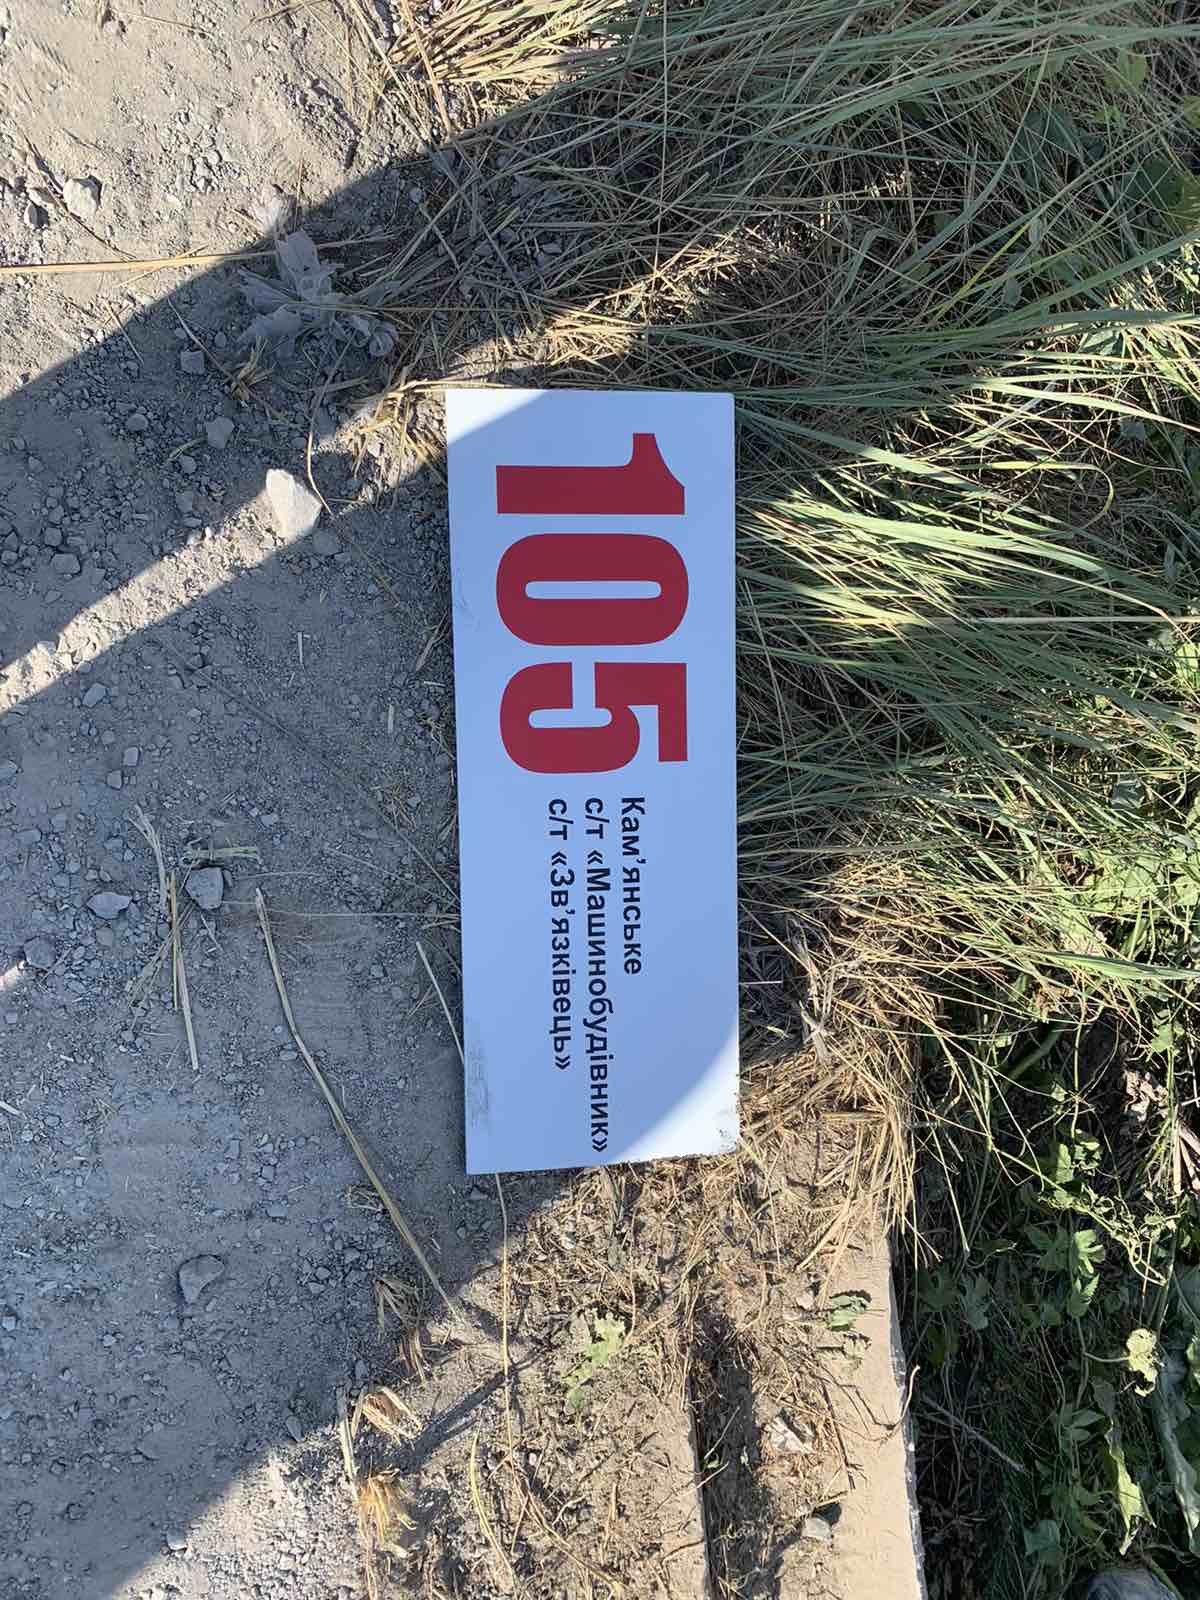 105
Кам’янське
с/т «Машинобудівник»
с/т «Зв’язківець»